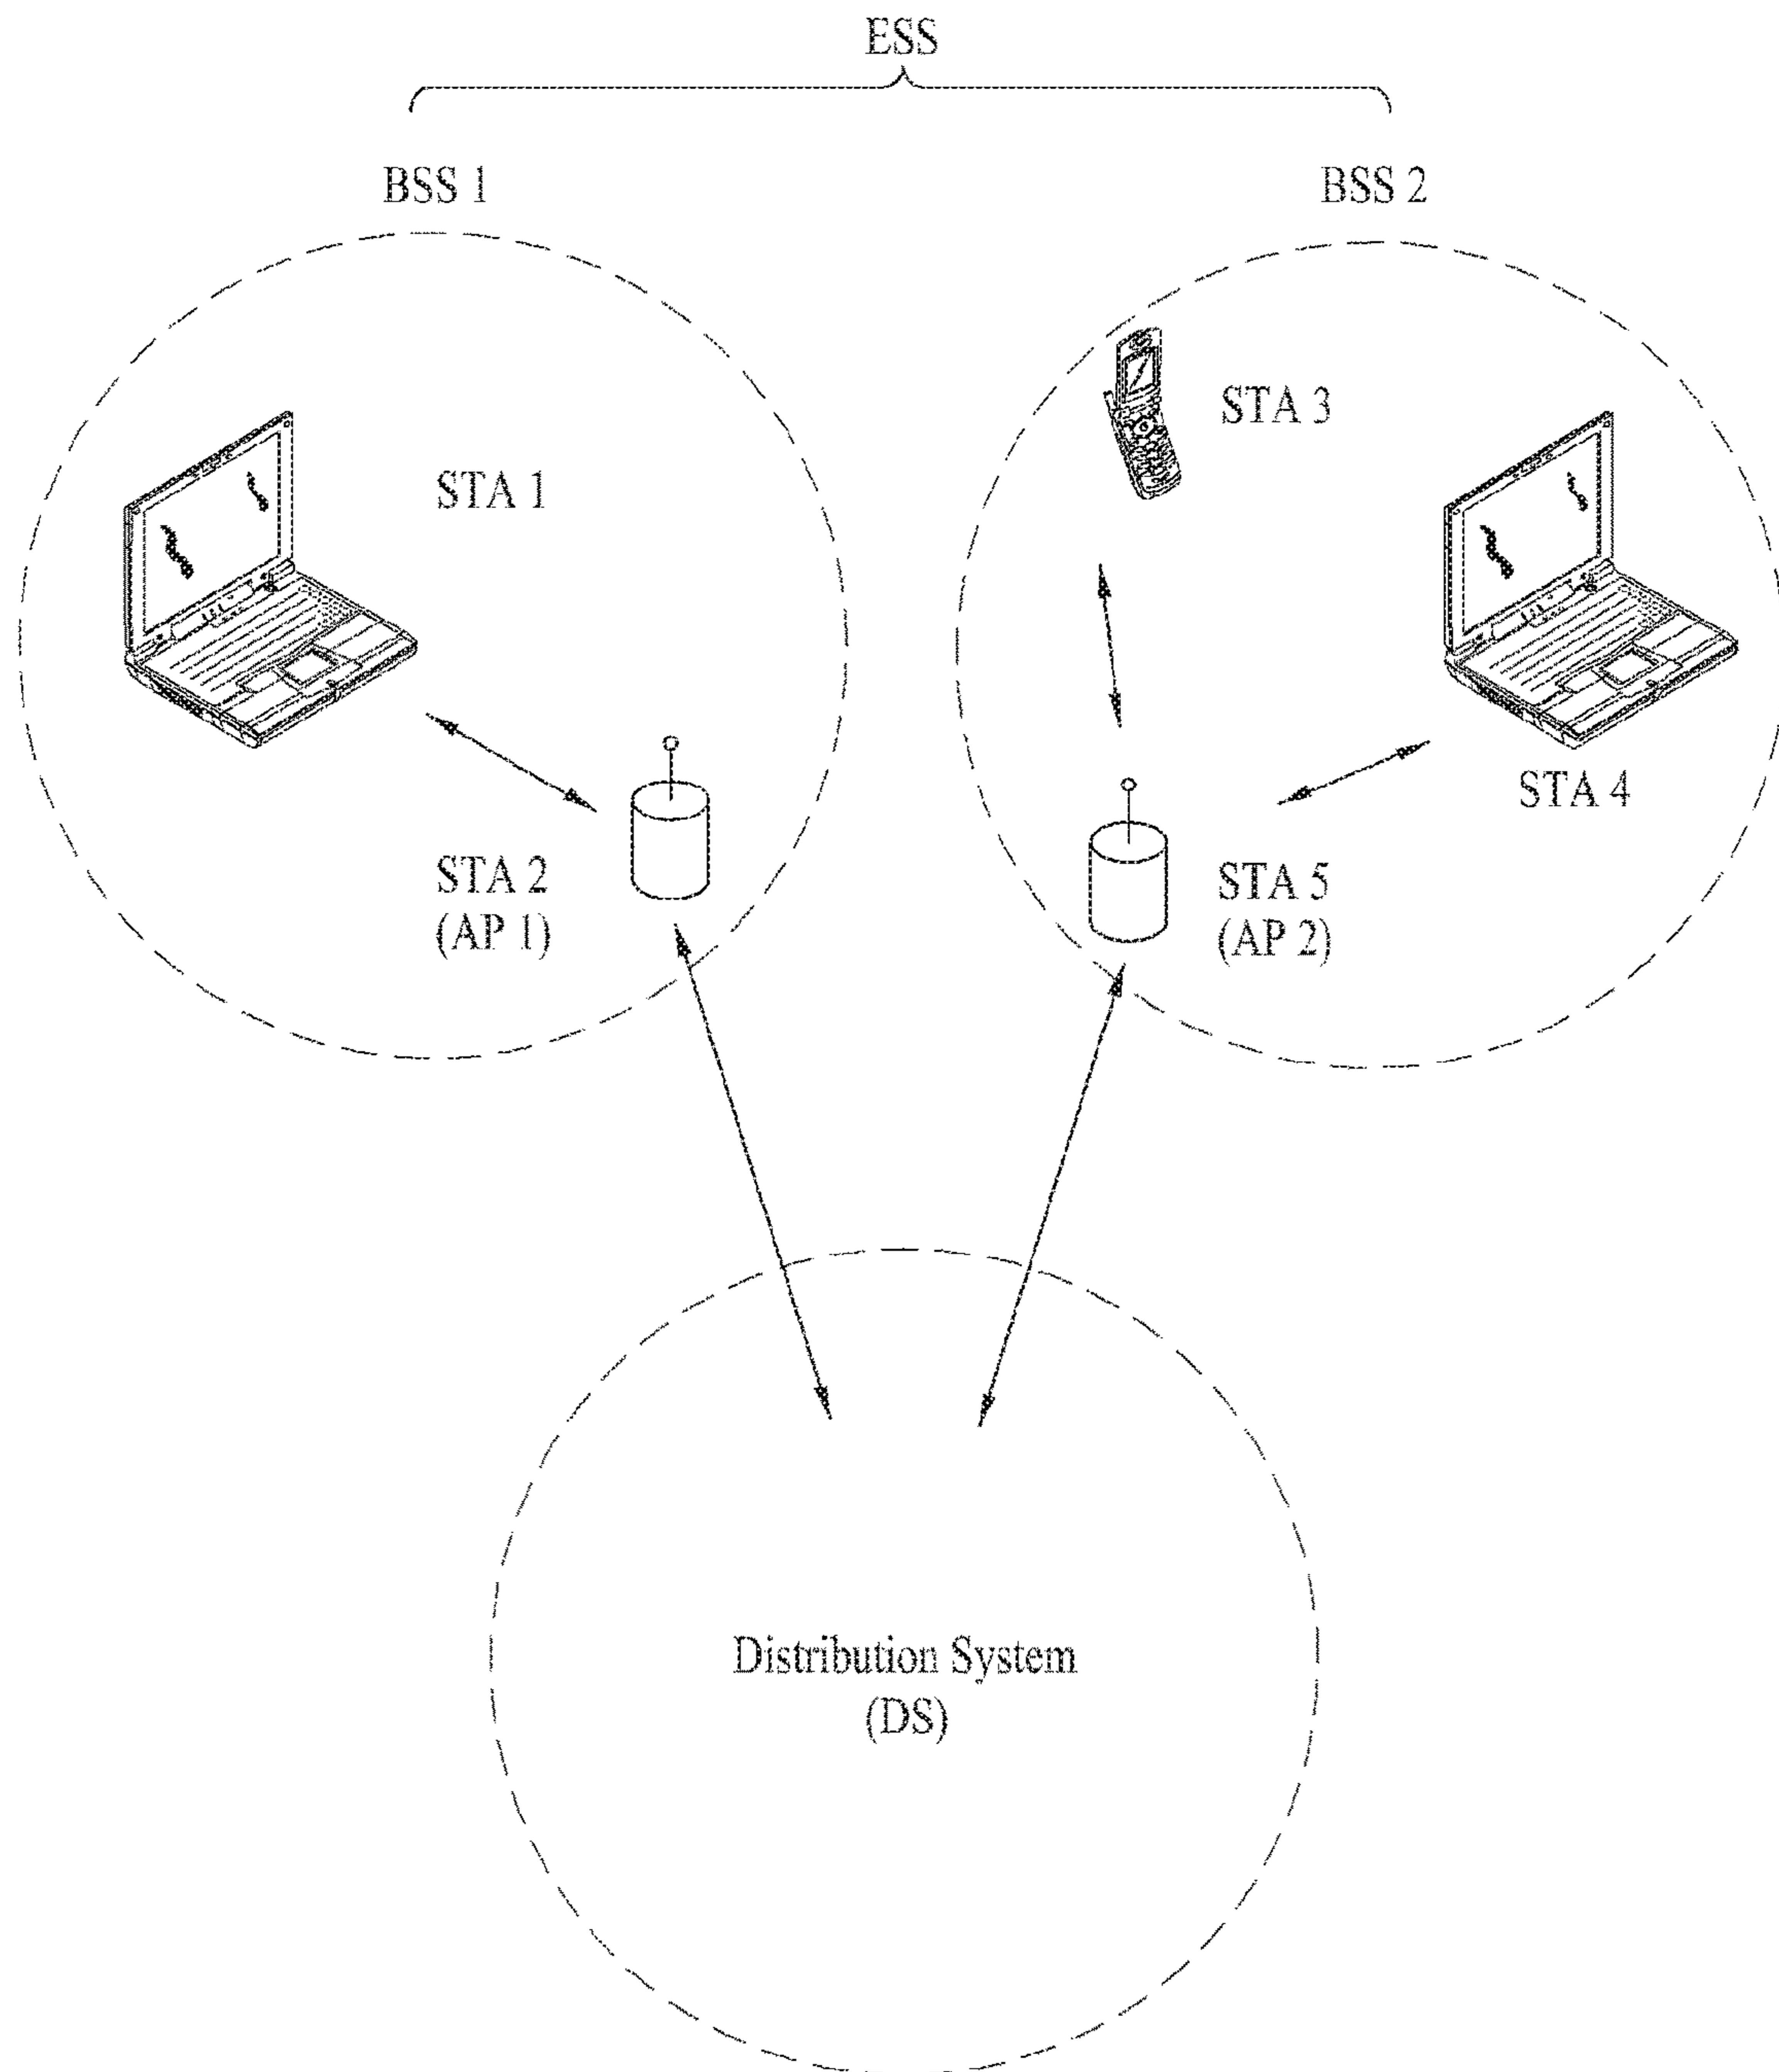 ESS
BSS 1
BSS 2
STA 1
STA 3
STA 4
STA 2
(AP 1)
STA 5
(AP 2)
Distribution System
(DS)